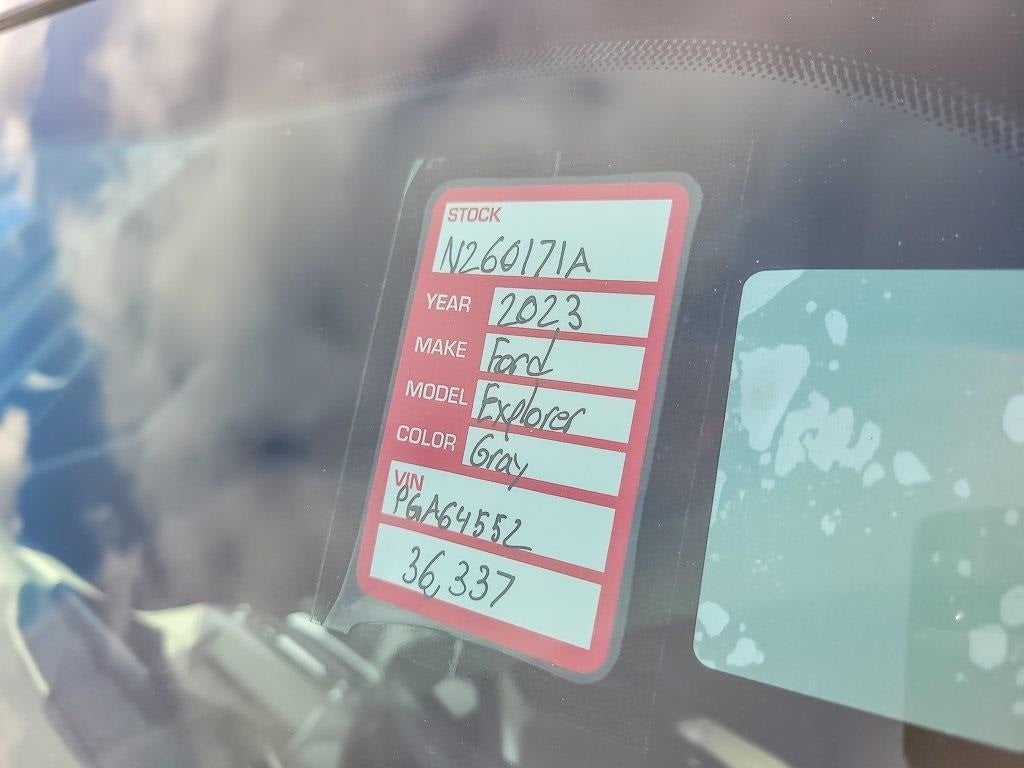 STOCK
N260171A
YEAR 2023
MAKE Ford
MODEL Explorer
COLOR Gray
VIN
PGA64552
36,337